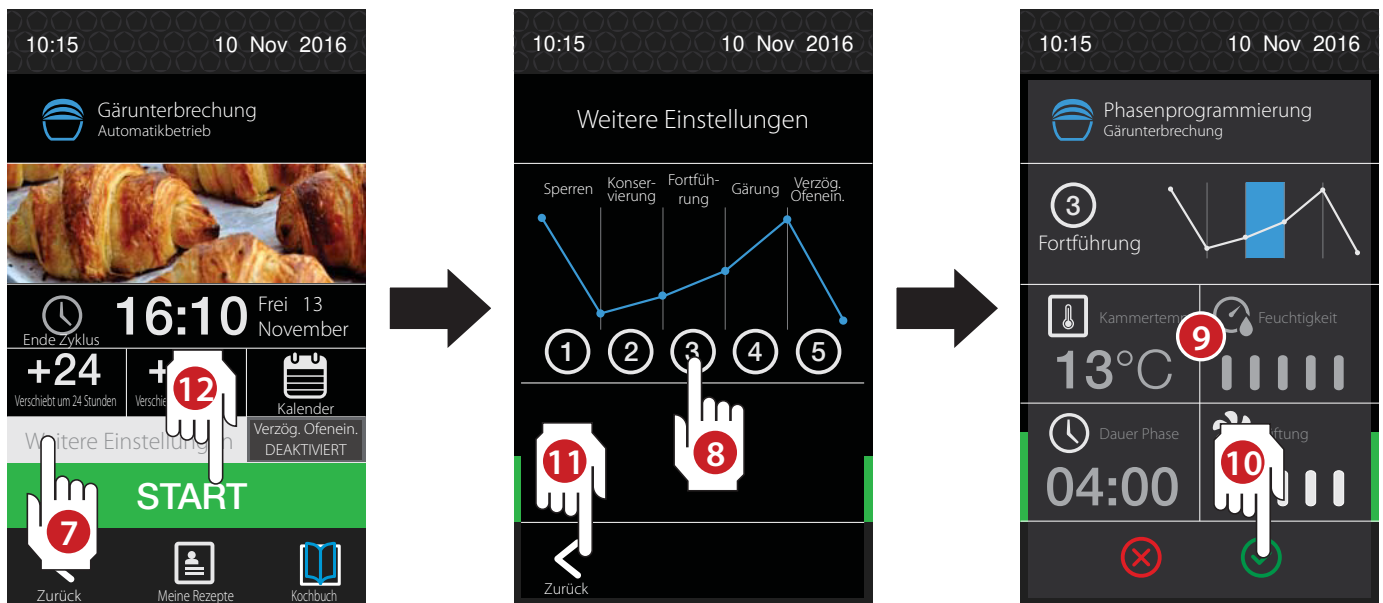 10:15 10 Nov 2016
Gärunterbrechung
Automatikbetrieb
Ende Zyklus
16:10
Frei 13
November
+24
Verschiebt um 24 Stunden
+
12
Kalender
Weitere Einstellungen
Verzög. Ofenein.
DEAKTIVIERT
START
7
Zurück
Meine Rezepte
Kochbuch
10:15 10 Nov 2016
Weitere Einstellungen
Sperren
Konser-
vierung
Fortfüh-
rung
Gärung
Verzög.
Ofenein.
1 2 3 4 5
8
11
Zurück
10:15 10 Nov 2016
Phasenprogrammierung
Gärunterbrechung
3
Fortführung
Kammertemp
13°C
9
Feuchtigkeit
Dauer Phase
04:00
10